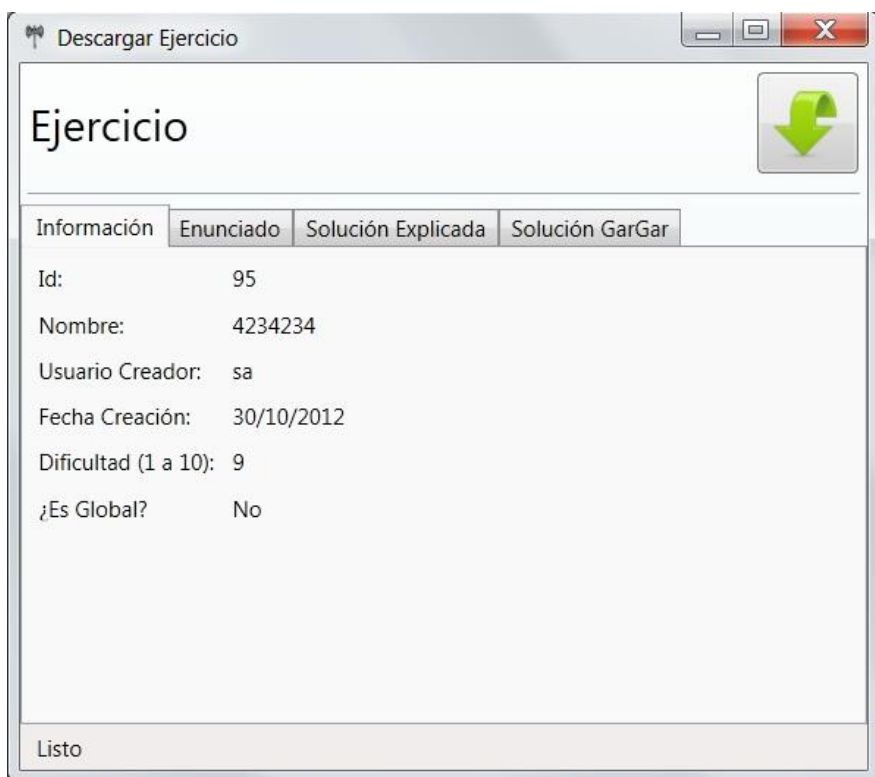 Descargar Ejercicio
Ejercicio
Información Enunciado Solución Explicada Solución GarGar
Id: 95
Nombre: 4234234
Usuario Creador: sa
Fecha Creación: 30/10/2012
Dificultad (1 a 10): 9
¿Es Global? No
Listo